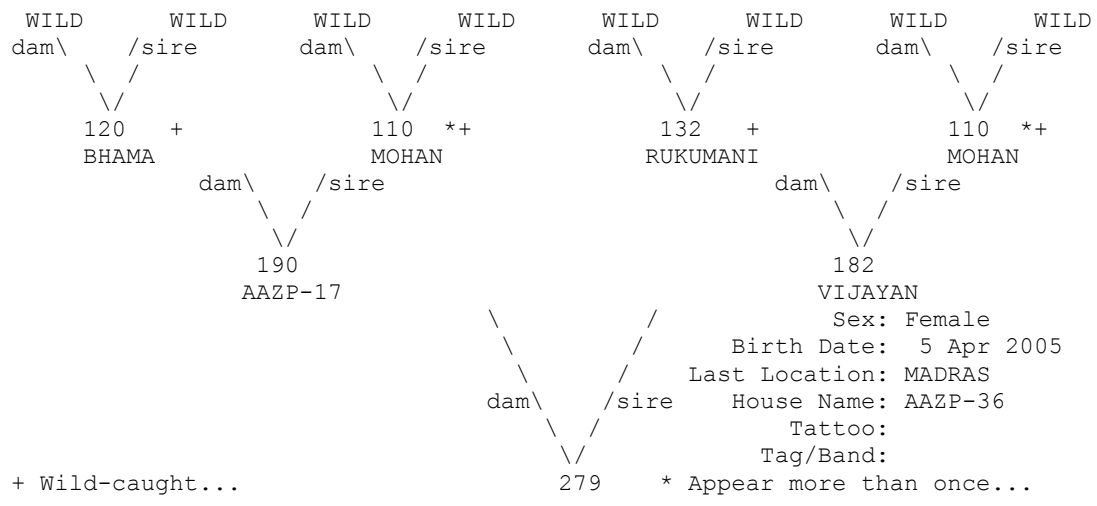 WILD      WILD      WILD      WILD      WILD      WILD      WILD      WILD
dam\     /sire       dam\     /sire       dam\     /sire       dam\     /sire
     \  /                \  /                \  /                \  /
      \/                  \/                  \/                  \/
     120   +             110  *+             132   +             110  *+
     BHAMA               MOHAN             RUKUMANI              MOHAN
             dam\    /sire                           dam\    /sire
                 \  /                                    \  /
                  \/                                      \/
                 190                                     182
                AAZP-17                                 VIJAYAN
                                 \          /            Sex: Female
                                  \        /      Birth Date:  5 Apr 2005
                                   \      /    Last Location: MADRAS
                                 dam\    /sire    House Name: AAZP-36
                                     \  /             Tattoo:
                                      \/            Tag/Band:
+ Wild-caught...                      279    * Appear more than once...